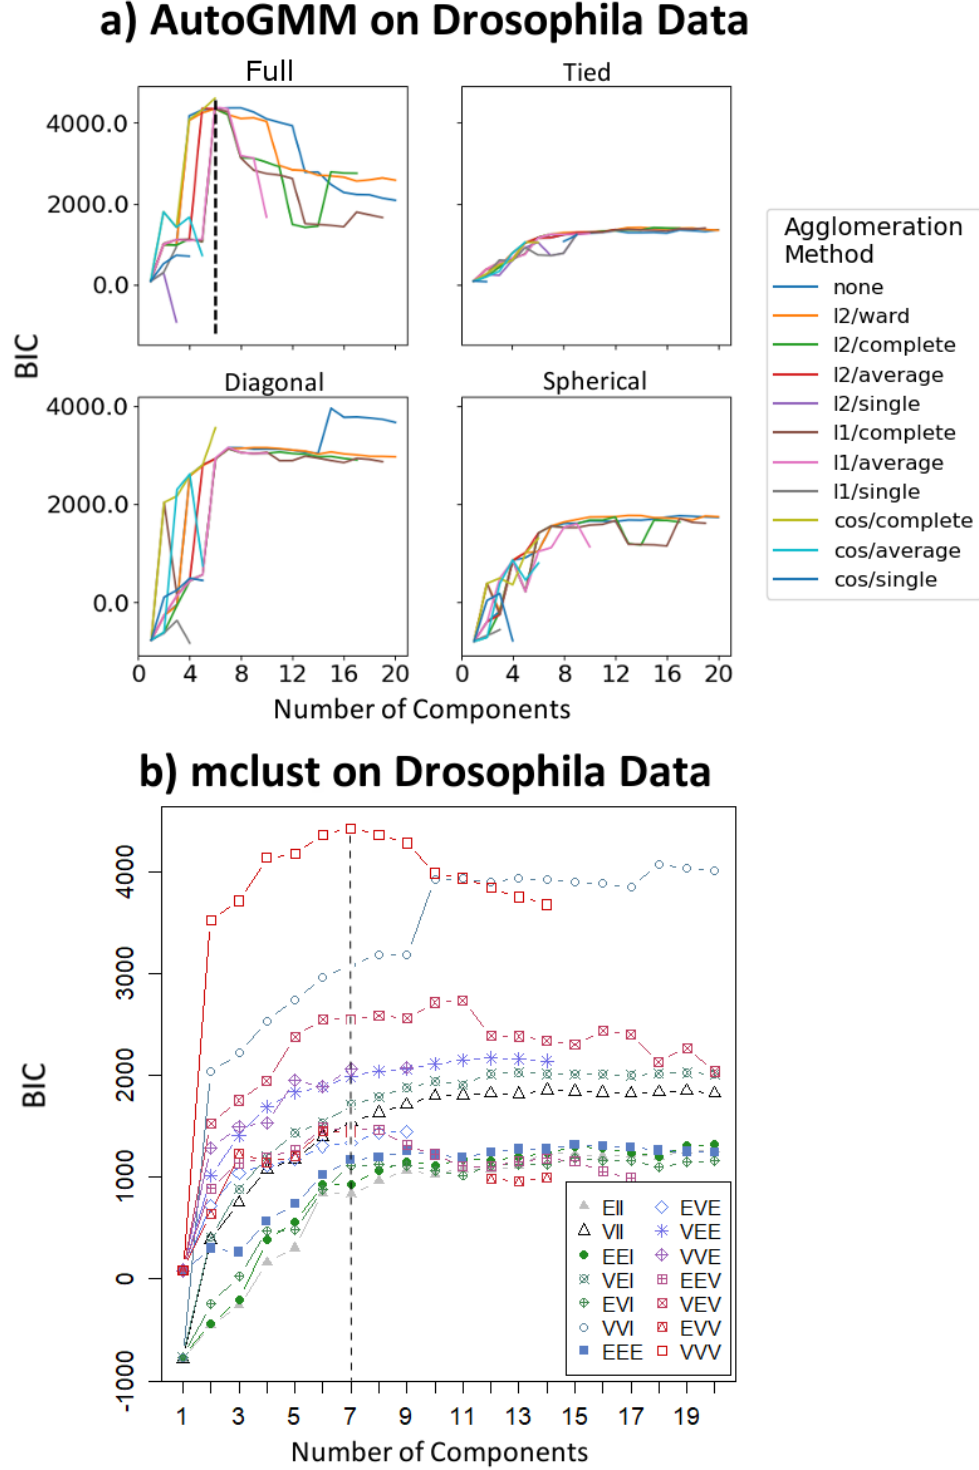 a) AutoGMM on Drosophila Data
Full
Tied
4000.0
2000.0
0.0
BIC
Diagonal
Spherical
4000.0
2000.0
0.0
0 4 8 12 16 20
0 4 8 12 16 20
Number of Components
Agglomeration
Method
none
l2/ward
l2/complete
l2/average
l2/single
l1/complete
l1/average
l1/single
cos/complete
cos/average
cos/single
b) mclust on Drosophila Data
4000
3000
2000
1000
0
-1000
BIC
EII
VII
EEI
VEI
EVI
VVI
EEE
EVE
VEE
VVE
EEV
VEV
EVV
VVV
1 3 5 7 9 11 13 15 17 19
Number of Components